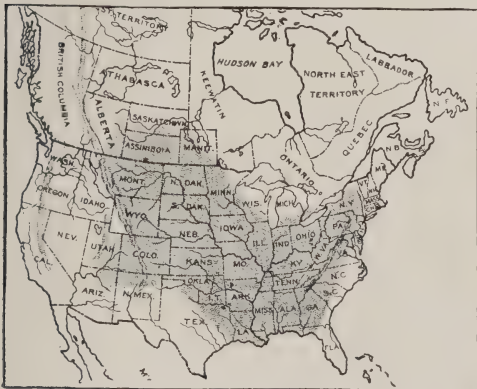 ST. TERRITORY
HUDSON BAY
LABRADOR
BRITISH COLUMBIA
ATHABASCA
KEEWATIN
NORTH EAST
TERRITORY
N F
ALBERTA
SASKATCHWN
QUEBEC
ASSINIBOIA
MANIT.
ONTARIO
N B
WASH.
MONT.
N. DAK.
MINN.
ME
OREGON
IDAHO
WYO.
S. DAK.
WIS.
MICH.
N.Y.
NEV.
UTAH
NEB.
IOWA
ILL.
IND
OHIO
PA.
CAL.
COLO.
KANS
MO.
KY
VA
ARIZ.
N. MEX.
OKLA
I.T.
ARK.
TENN.
N.C.
S.C.
TEX.
LA
MISS
ALA
GA
FLA